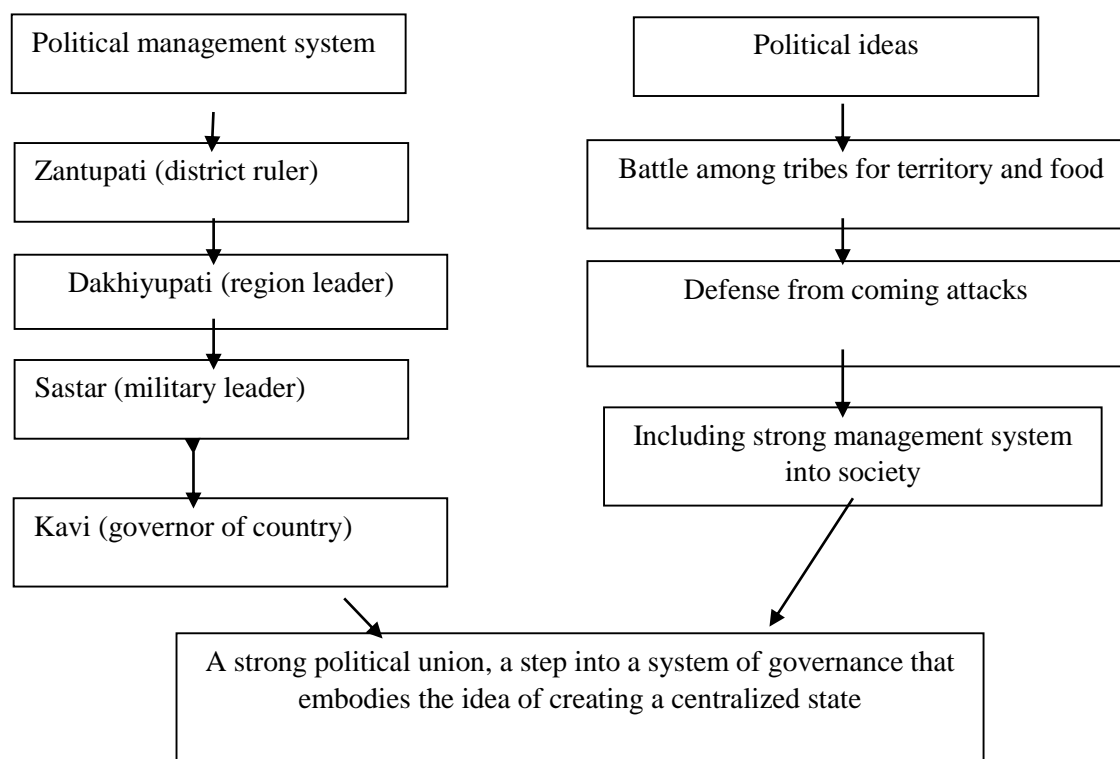 Political management system
Zantupati (district ruler)
Dakhiyupati (region leader)
Sastar (military leader)
Kavi (governor of country)
Political ideas
Battle among tribes for territory and food
Defense from coming attacks
Including strong management system
into society
A strong political union, a step into a system of governance that
embodies the idea of creating a centralized state